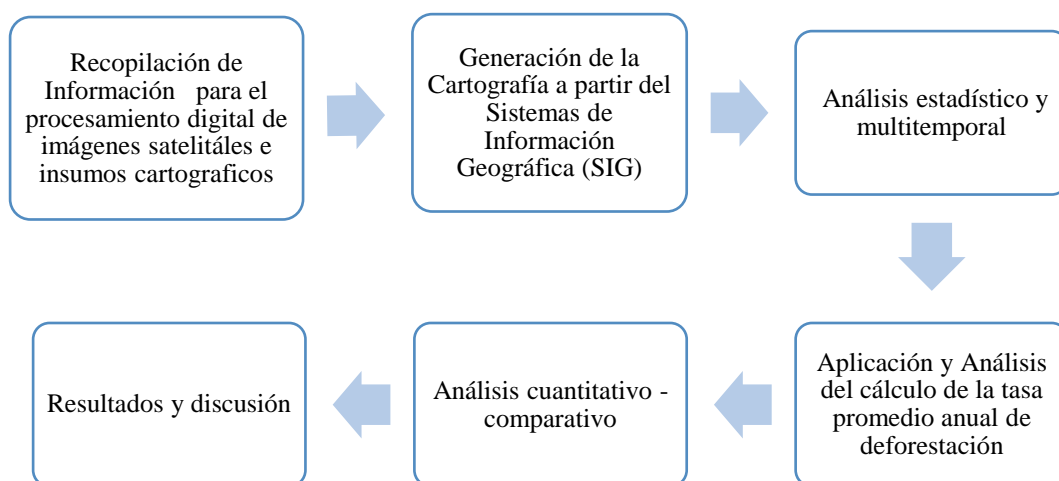 Recopilación de
Información para el
procesamiento digital de
imágenes satelitáles e
insumos cartograficos
Generación de la
Cartografía a partir del
Sistemas de
Información
Geográfica (SIG)
Análisis estadístico y
multitemporal
Aplicación y Análisis
del cálculo de la tasa
promedio anual de
deforestación
Análisis cuantitativo -
comparativo
Resultados y discusión